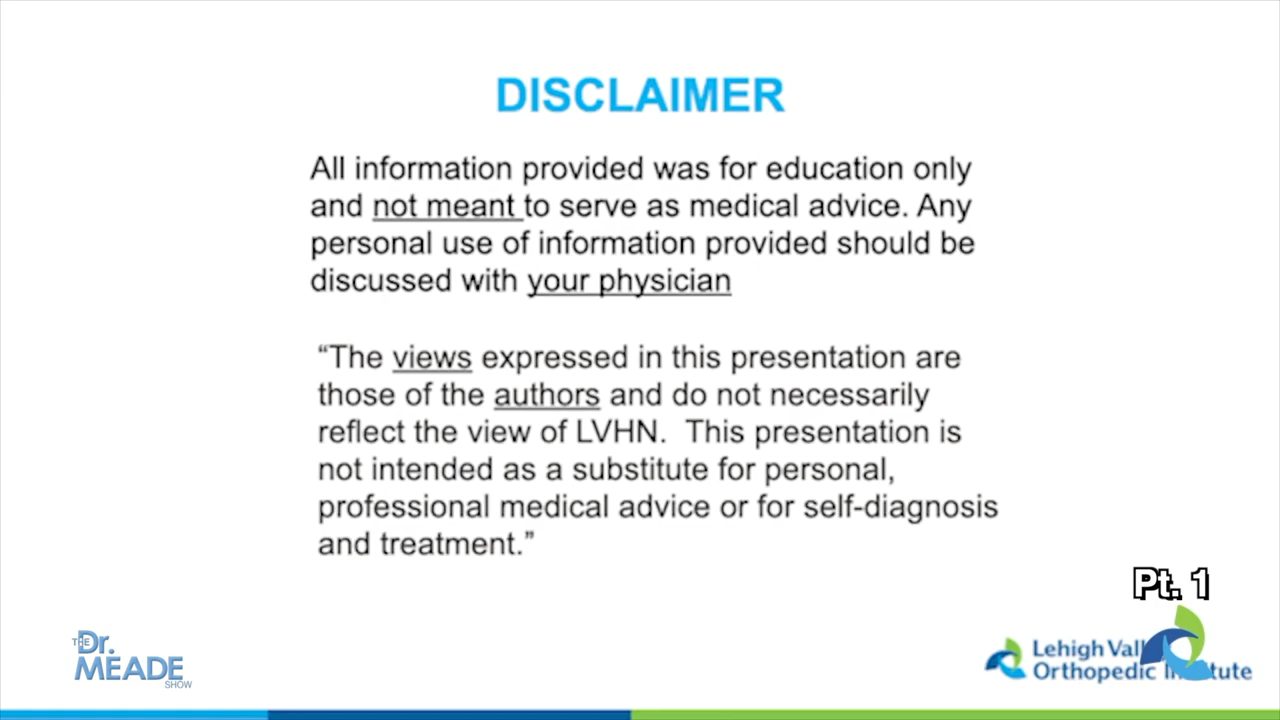 DISCLAIMER
All information provided was for education only
and not meant to serve as medical advice. Any
personal use of information provided should be
discussed with your physician
“The views expressed in this presentation are
those of the authors and do not necessarily
reflect the view of LVHN.  This presentation is
not intended as a substitute for personal,
professional medical advice or for self-diagnosis
and treatment.”
Pt. 1
THE Dr.
MEADE
SHOW
Lehigh
Orthopedic